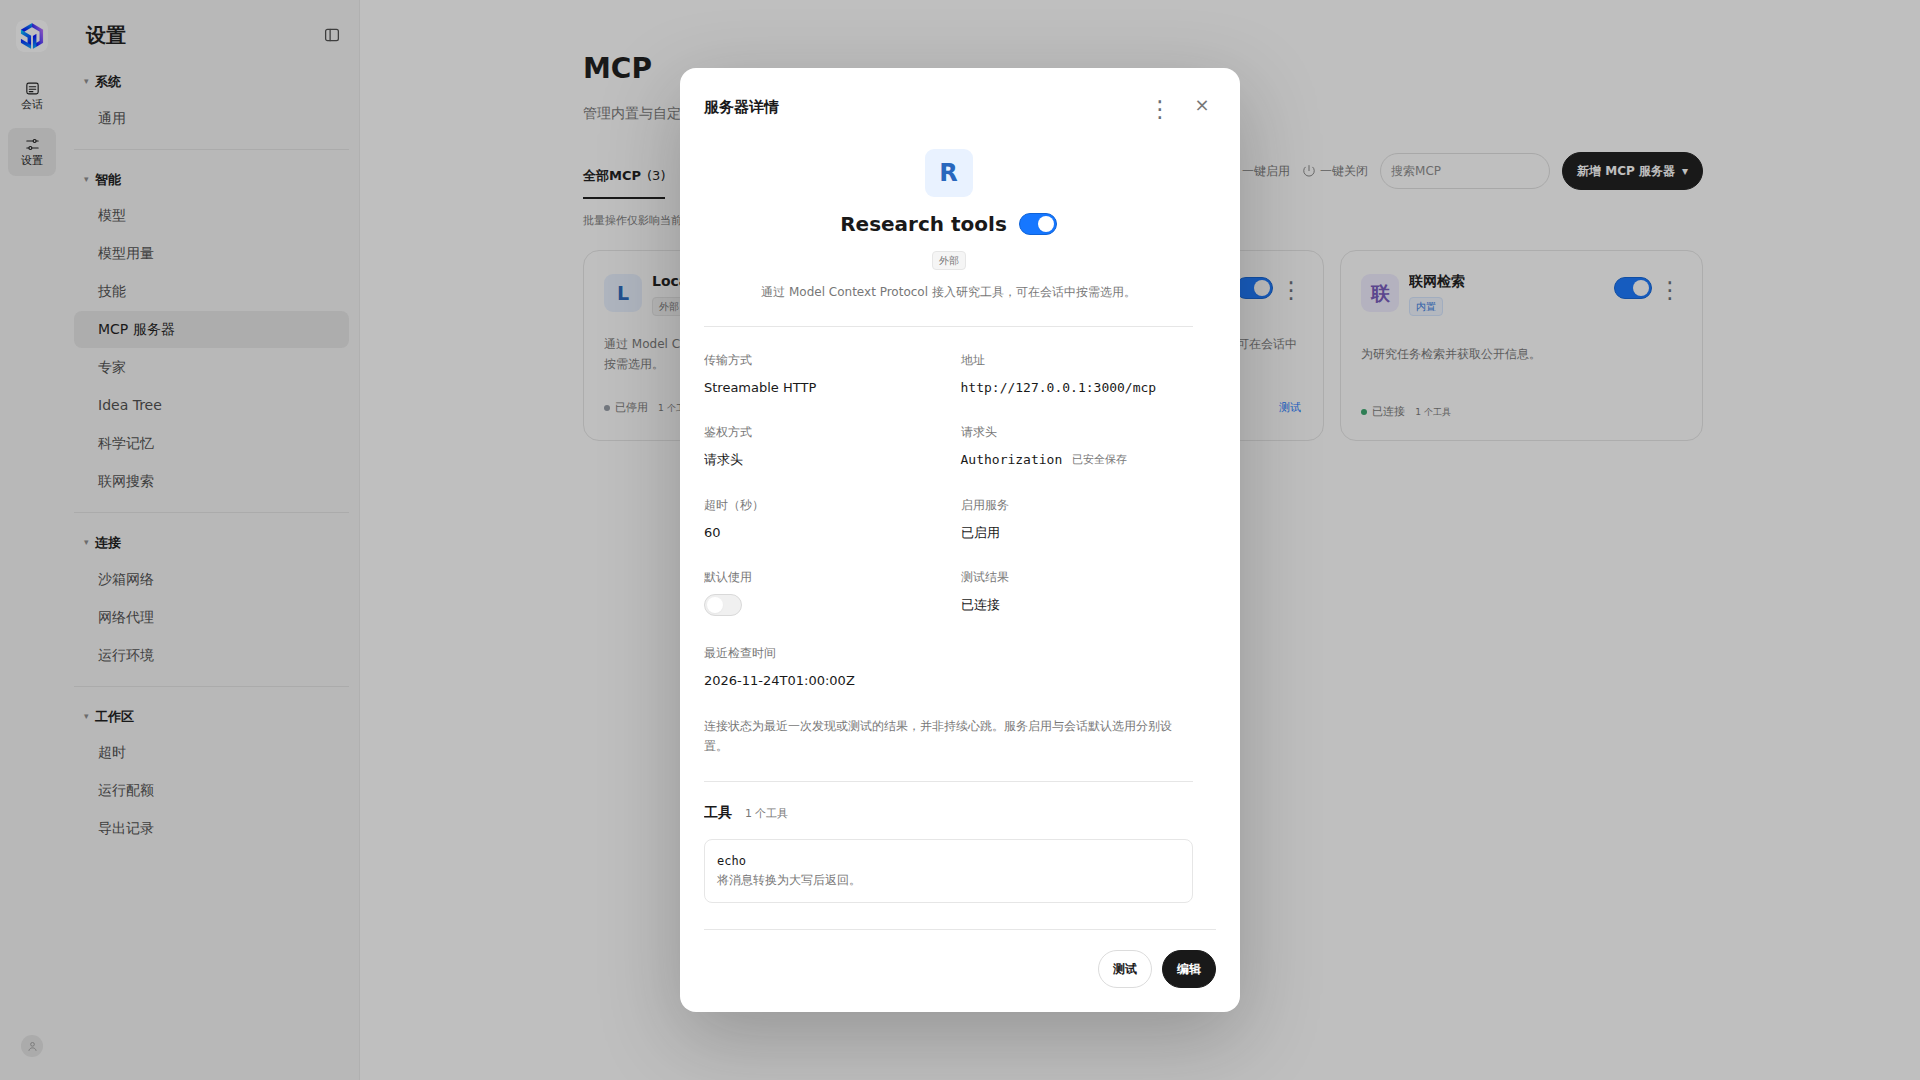 会话
设置
设置
系统
通用
智能
模型
模型用量
技能
MCP 服务器
专家
Idea Tree
科学记忆
联网搜索
连接
沙箱网络
网络代理
运行环境
工作区
超时
运行配额
导出记录
MCP
管理内置与自定
全部MCP (3)
一键启用
一键关闭
搜索MCP
新增 MCP 服务器 ▾
批量操作仅影响当前
L
外部
通过 Model C
按需选用。
已停用
可在会话中
测试
联
联网检索
内置
为研究任务检索并获取公开信息。
已连接 1 个工具
服务器详情
R
Research tools
外部
通过 Model Context Protocol 接入研究工具，可在会话中按需选用。
传输方式
Streamable HTTP
地址
http://127.0.0.1:3000/mcp
鉴权方式
请求头
请求头
Authorization 已安全保存
超时（秒）
60
启用服务
已启用
默认使用
测试结果
已连接
最近检查时间
2026-11-24T01:00:00Z
连接状态为最近一次发现或测试的结果，并非持续心跳。服务启用与会话默认选用分别设
置。
工具 1 个工具
echo
将消息转换为大写后返回。
测试
编辑